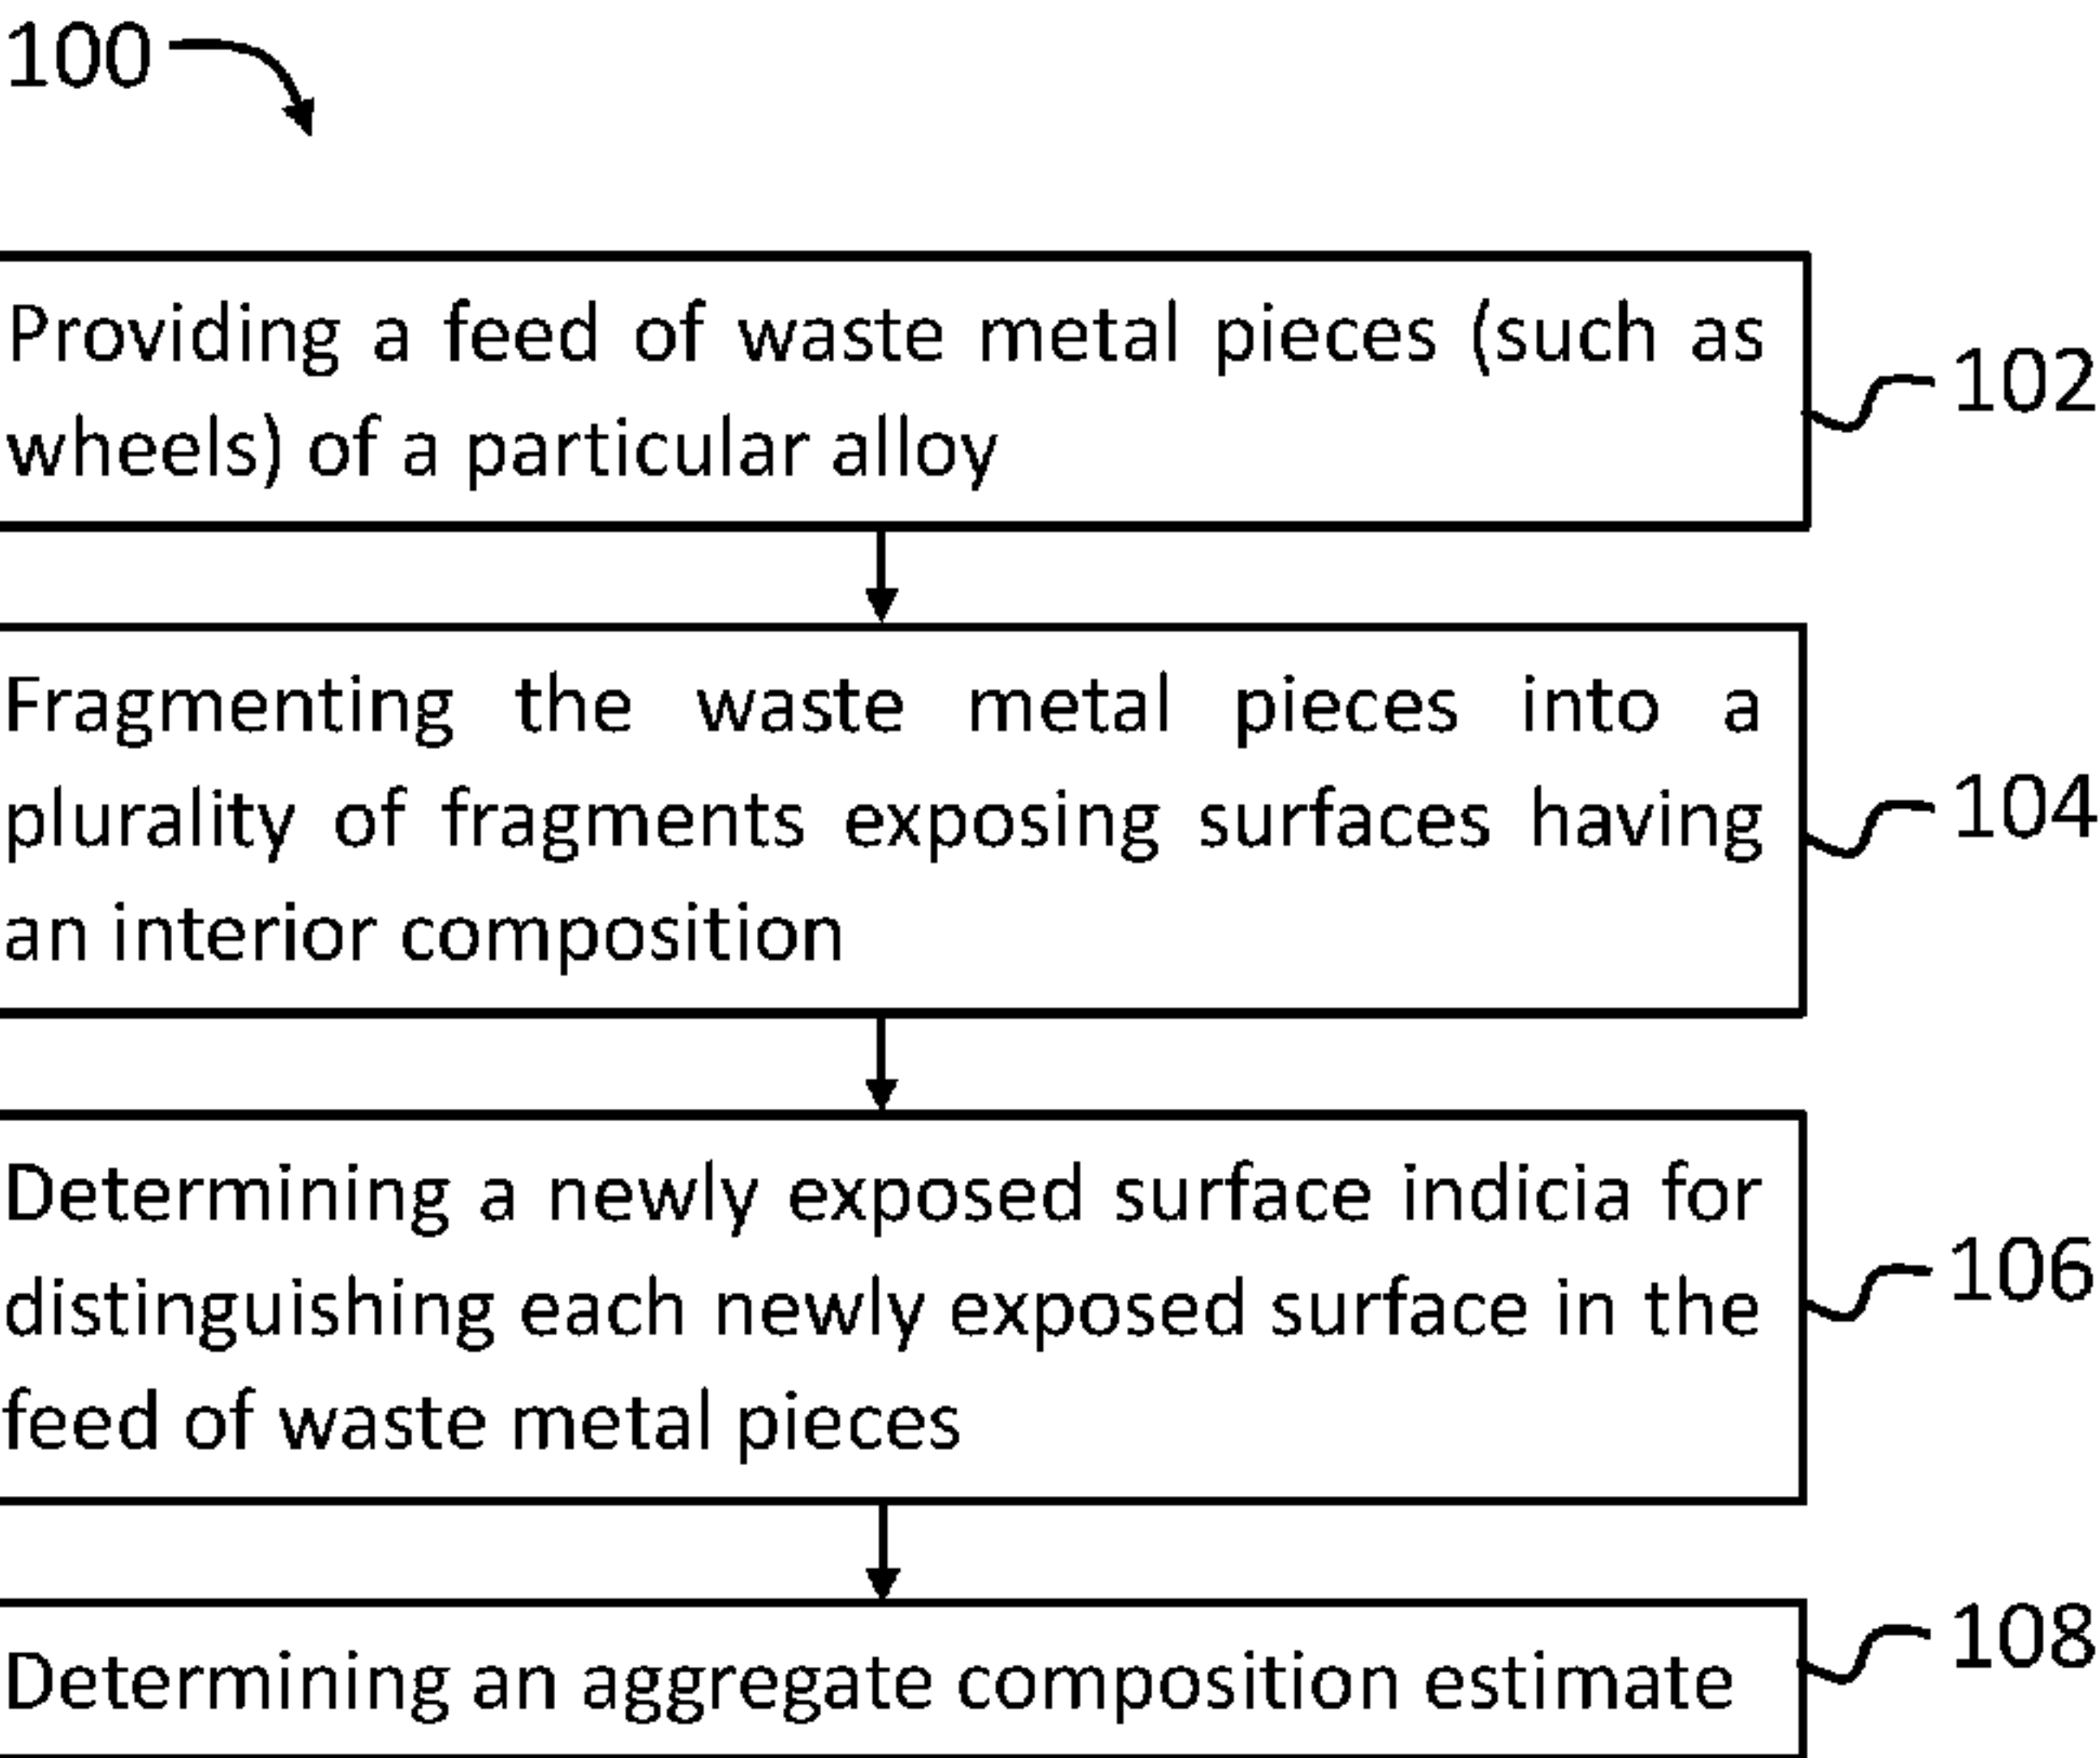 100
Providing a feed of waste metal pieces (such as
wheels) of a particular alloy
102
Fragmenting the waste metal pieces into a
plurality of fragments exposing surfaces having
an interior composition
104
Determining a newly exposed surface indicia for
distinguishing each newly exposed surface in the
feed of waste metal pieces
106
Determining an aggregate composition estimate
108